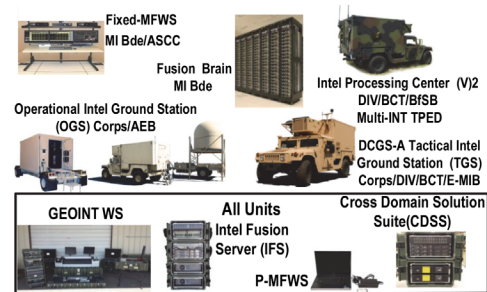 Fixed-MFWS
MI Bde/ASCC
Fusion Brain
MI Bde
Intel Processing Center (V)2
DIV/BCT/BfSB
Multi-INT TPED
Operational Intel Ground Station
(OGS) Corps/AEB
DCGS-A Tactical Intel
Ground Station (TGS)
Corps/DIV/BCT/E-MIB
GEOINT WS
All Units
Intel Fusion
Server (IFS)
Cross Domain Solution
Suite(CDSS)
P-MFWS